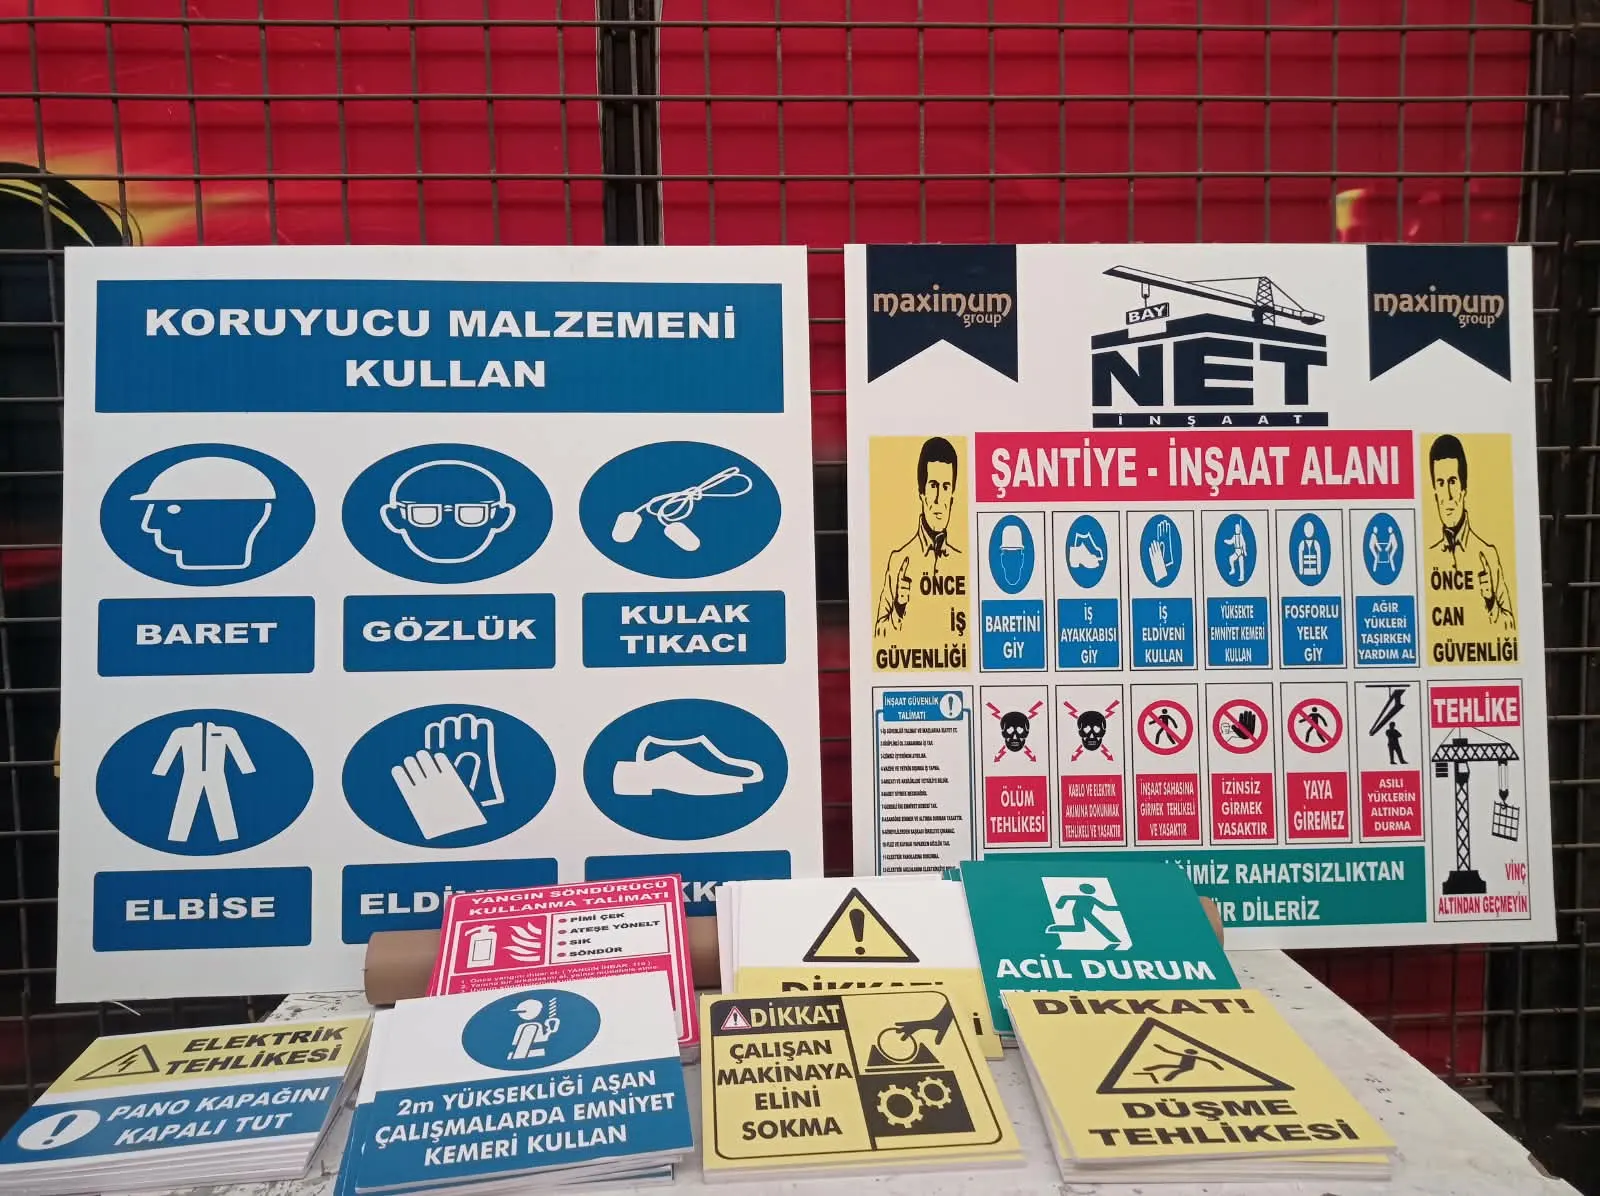 KORUYUCU MALZEMENİ
KULLAN
BARET
GÖZLÜK
KULAK
TIKACI
ELBİSE
maximum
group
BAY
NET
İNŞAAT
maximum
group
ŞANTİYE - İNŞAAT ALANI
ÖNCE
İŞ
GÜVENLİĞİ
BARETİNİ
GİY
İŞ
AYAKKABISI
GİY
İŞ
ELDİVENİ
KULLAN
YÜKSEKTE
EMNİYET KEMERİ
KULLAN
FOSFORLU
YELEK
GİY
AĞIR
YÜKLERİ
TAŞIRKEN
YARDIM AL
ÖNCE
CAN
GÜVENLİĞİ
İNŞAAT GÜVENLİK
TALİMATI
ÖLÜM
TEHLİKESİ
KABLO VE ELEKTRİK
AKIMINA DOKUNMAK
TEHLİKELİ VE YASAKTIR
İNŞAAT SAHASINA
GİRMEK TEHLİKELİ
VE YASAKTIR
İZİNSİZ
GİRMEK
YASAKTIR
YAYA
GİREMEZ
ASILI
YÜKLERİN
ALTINDA
DURMA
TEHLİKE
VİNÇ
ALTINDAN GEÇMEYİN
RAHATSIZLIKTAN
DİLERİZ
YANGIN SÖNDÜRÜCÜ
KULLANMA TALİMATI
PİMİ ÇEK
ATEŞE YÖNELT
SIK
SÖNDÜR
DİKKAT!
ACİL DURUM
ELEKTRİK
TEHLİKESİ
PANO KAPAĞINI
KAPALI TUT
2m YÜKSEKLİĞİ AŞAN
ÇALIŞMALARDA EMNİYET
KEMERİ KULLAN
DİKKAT
ÇALIŞAN
MAKİNAYA
ELİNİ
SOKMA
DİKKAT!
DÜŞME
TEHLİKESİ